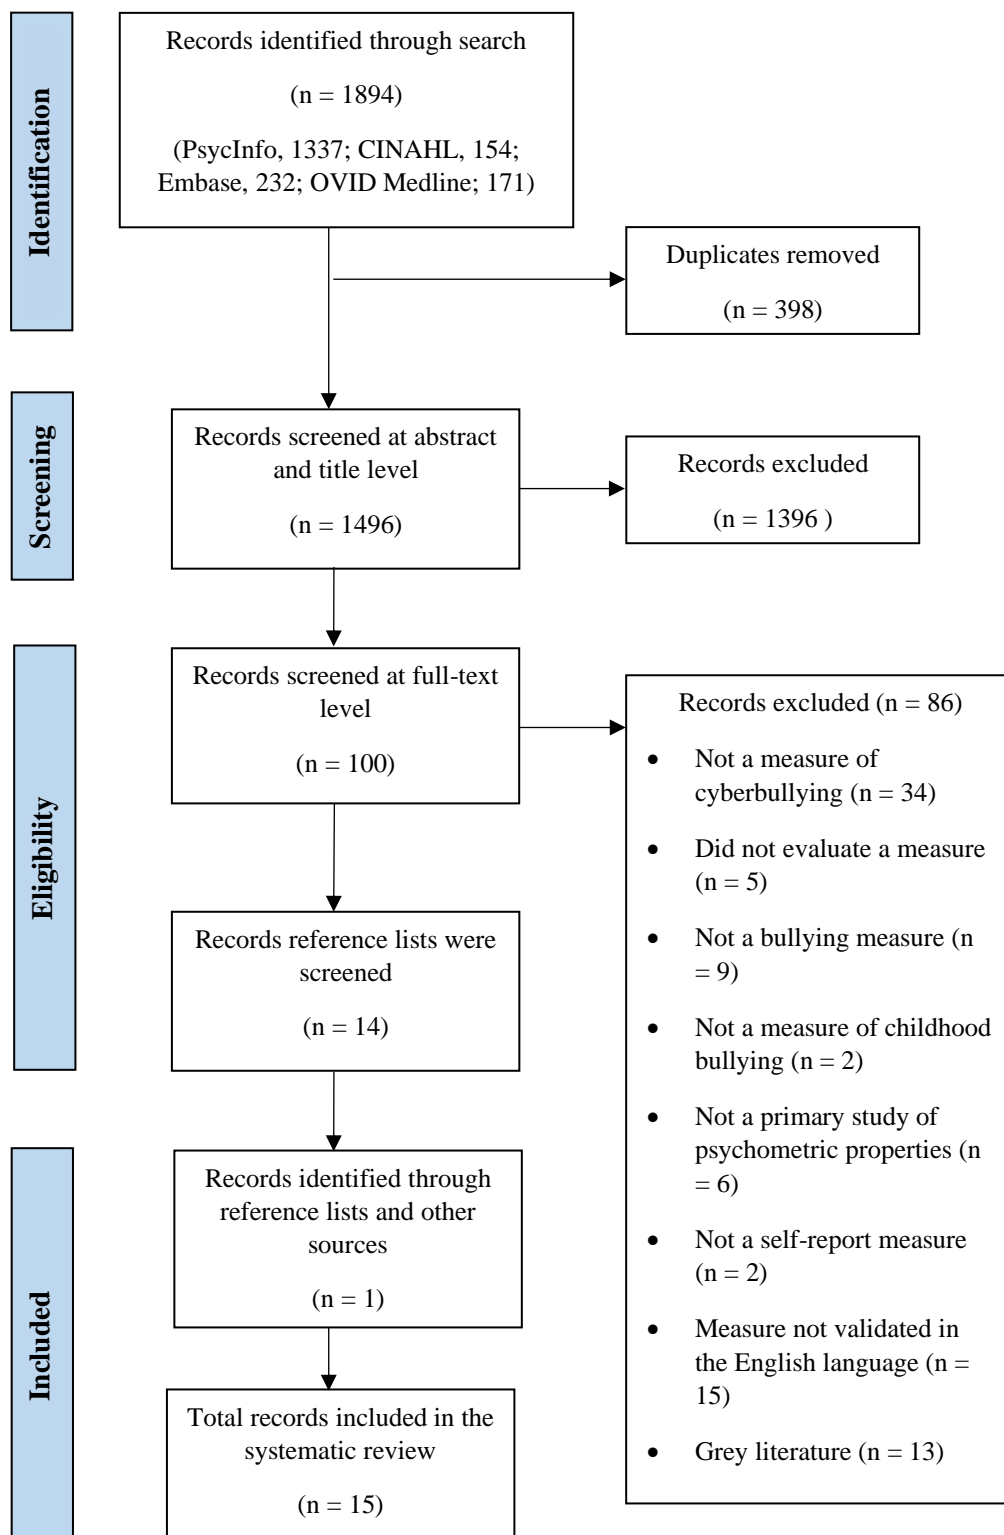 Identification
Records identified through search
(n = 1894)
(PsycInfo, 1337; CINAHL, 154;
Embase, 232; OVID Medline; 171)
Duplicates removed
(n = 398)
Screening
Records screened at abstract
and title level
(n = 1496)
Records excluded
(n = 1396 )
Eligibility
Records screened at full-text
level
(n = 100)
Records excluded (n = 86)
• Not a measure of
cyberbullying (n = 34)
• Did not evaluate a measure
(n = 5)
• Not a bullying measure (n
= 9)
• Not a measure of childhood
bullying (n = 2)
• Not a primary study of
psychometric properties (n
= 6)
• Not a self-report measure
(n = 2)
• Measure not validated in
the English language (n =
15)
• Grey literature (n = 13)
Records reference lists were
screened
(n = 14)
Included
Records identified through
reference lists and other
sources
(n = 1)
Total records included in the
systematic review
(n = 15)